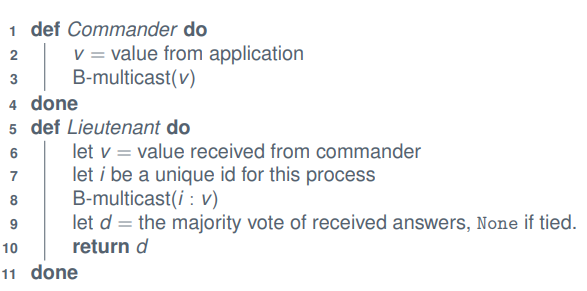 1 def Commander do
2 v = value from application
3 B-multicast(v)
4 done
5 def Lieutenant do
6 let v = value received from commander
7 let i be a unique id for this process
8 B-multicast(i : v)
9 let d = the majority vote of received answers, None if tied.
10 return d
11 done